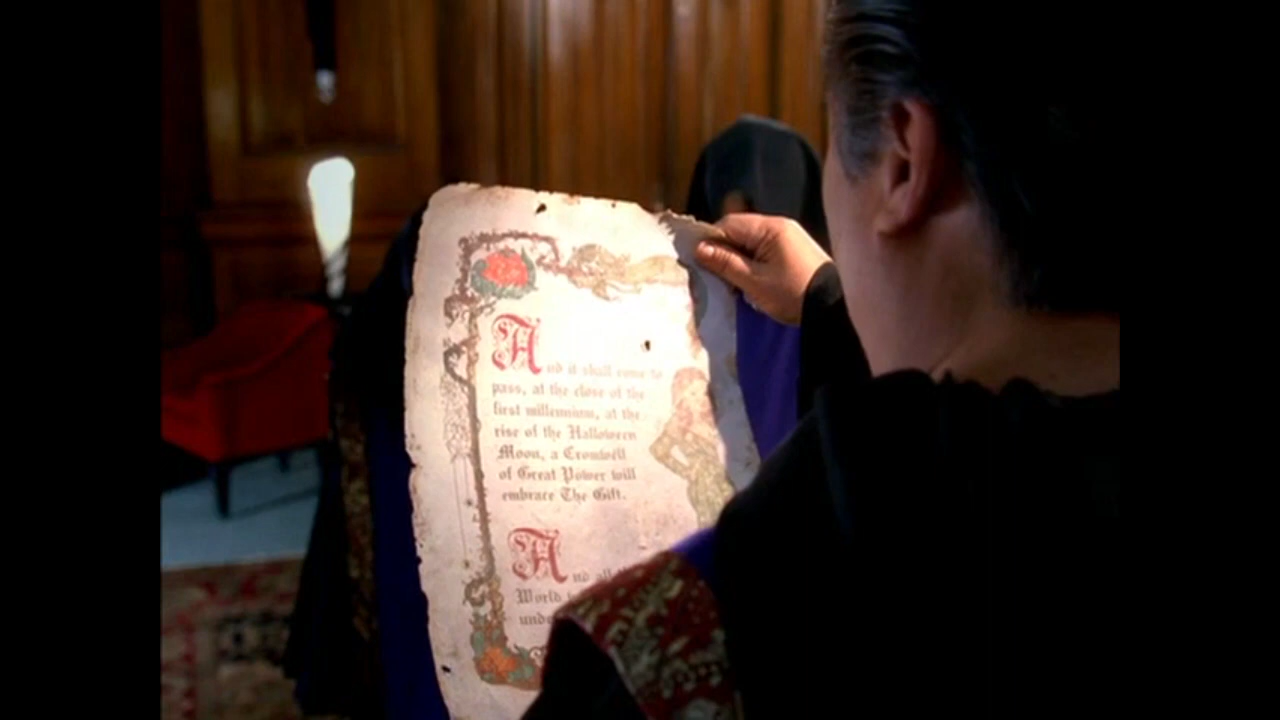 And it shall come to
pass, at the close of the
first millennium, at the
rise of the Halloween
Moon, a Cromwell
of Great Power will
embrace The Gift.
And all
World